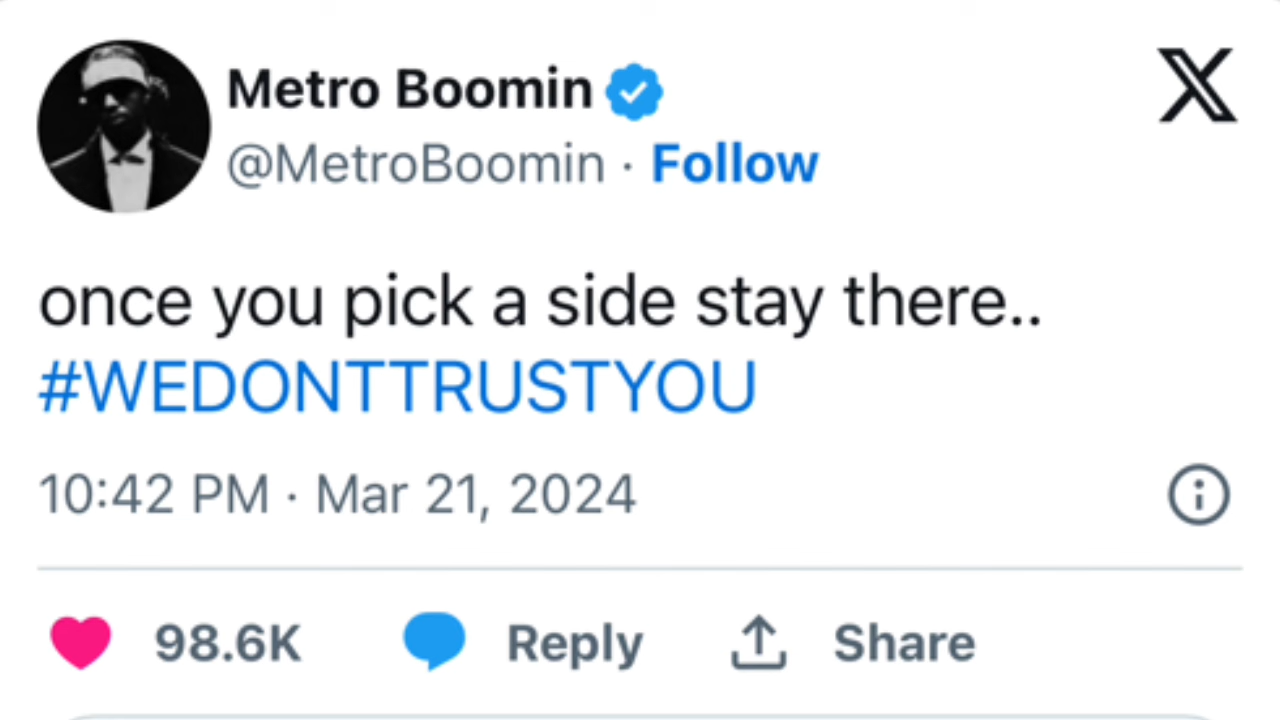 Metro Boomin
@MetroBoomin · Follow
once you pick a side stay there..
#WEDONTTRUSTYOU
10:42 PM · Mar 21, 2024
98.6K Reply Share